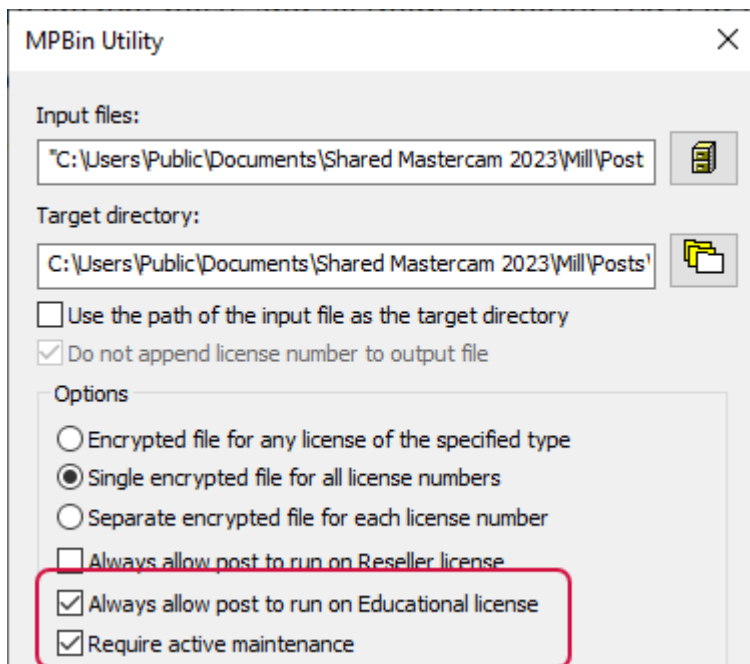 MPBin Utility
Input files:
"C:\Users\Public\Documents\Shared Mastercam 2023\Mill\Post
Target directory:
C:\Users\Public\Documents\Shared Mastercam 2023\Mill\Posts\
Use the path of the input file as the target directory
Do not append license number to output file
Options
Encrypted file for any license of the specified type
Single encrypted file for all license numbers
Separate encrypted file for each license number
Always allow post to run on Reseller license
Always allow post to run on Educational license
Require active maintenance